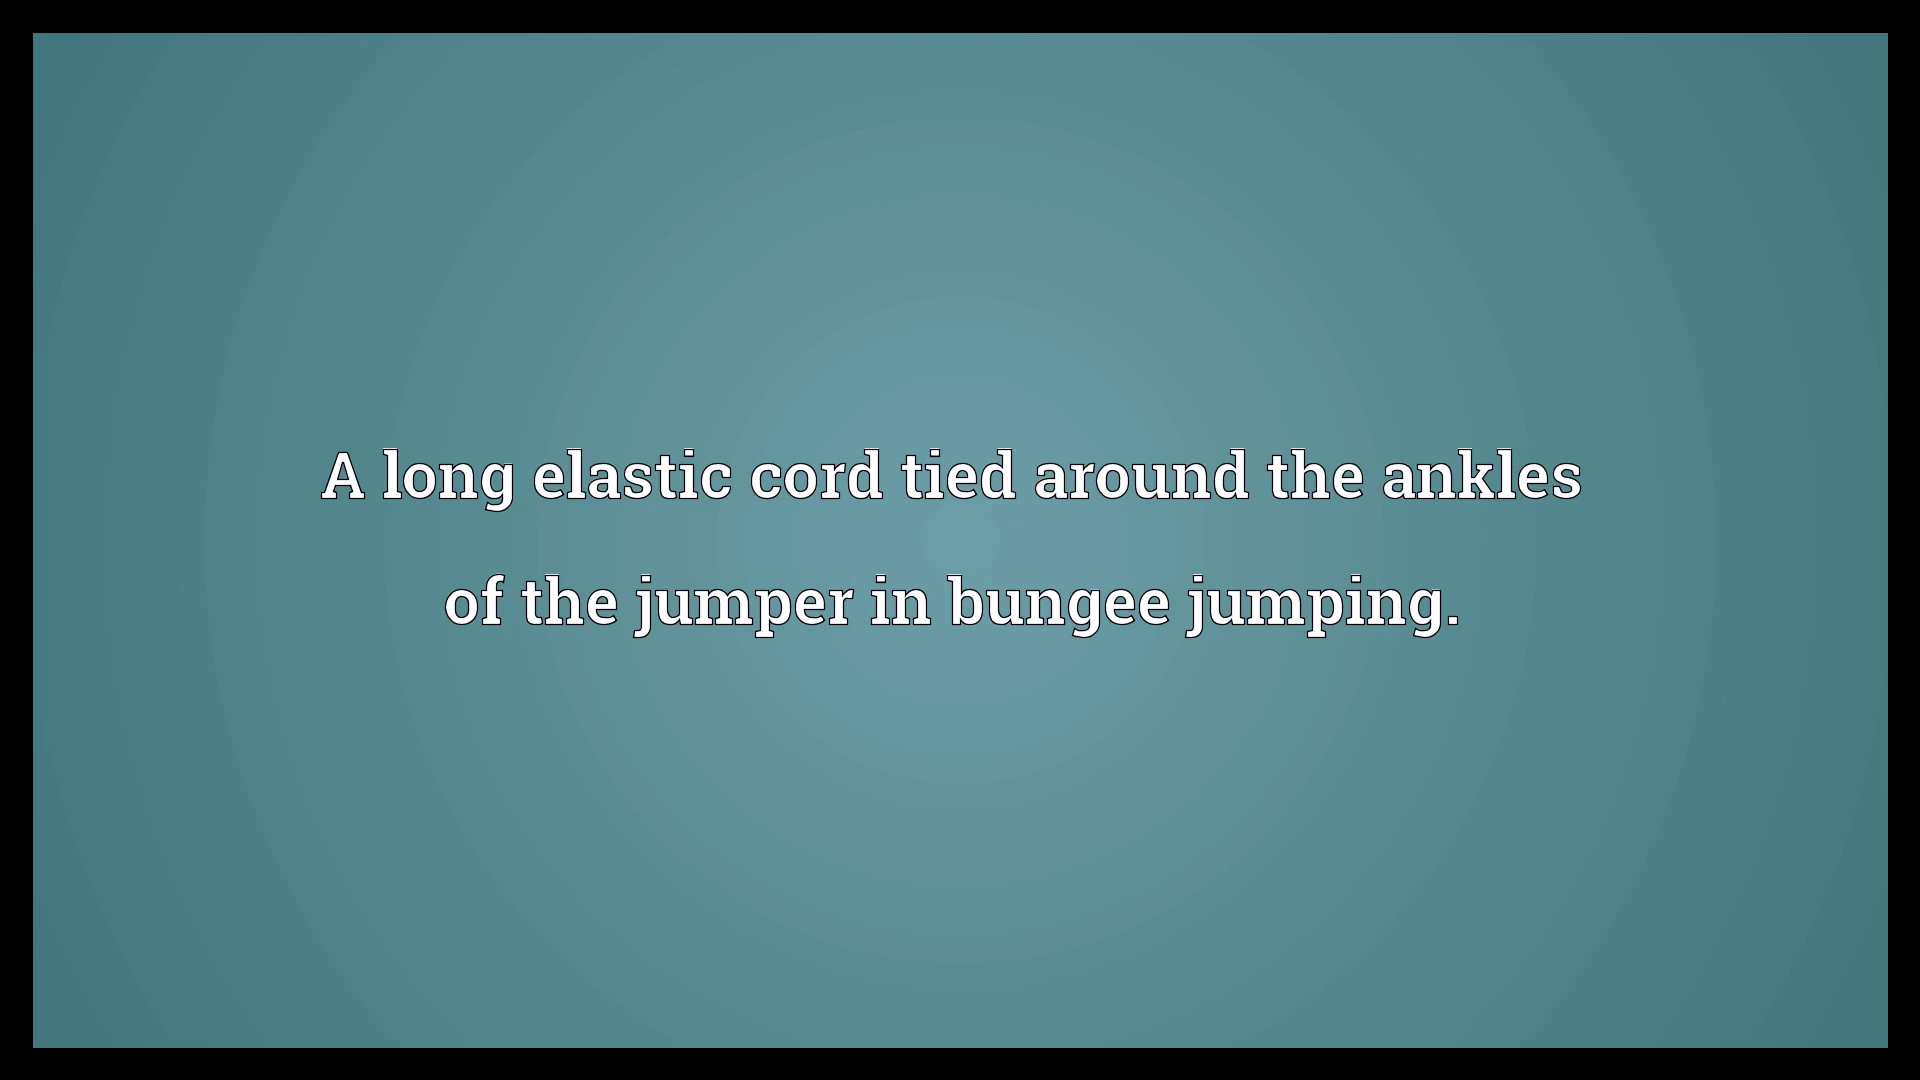 A long elastic cord tied around the ankles
of the jumper in bungee jumping.